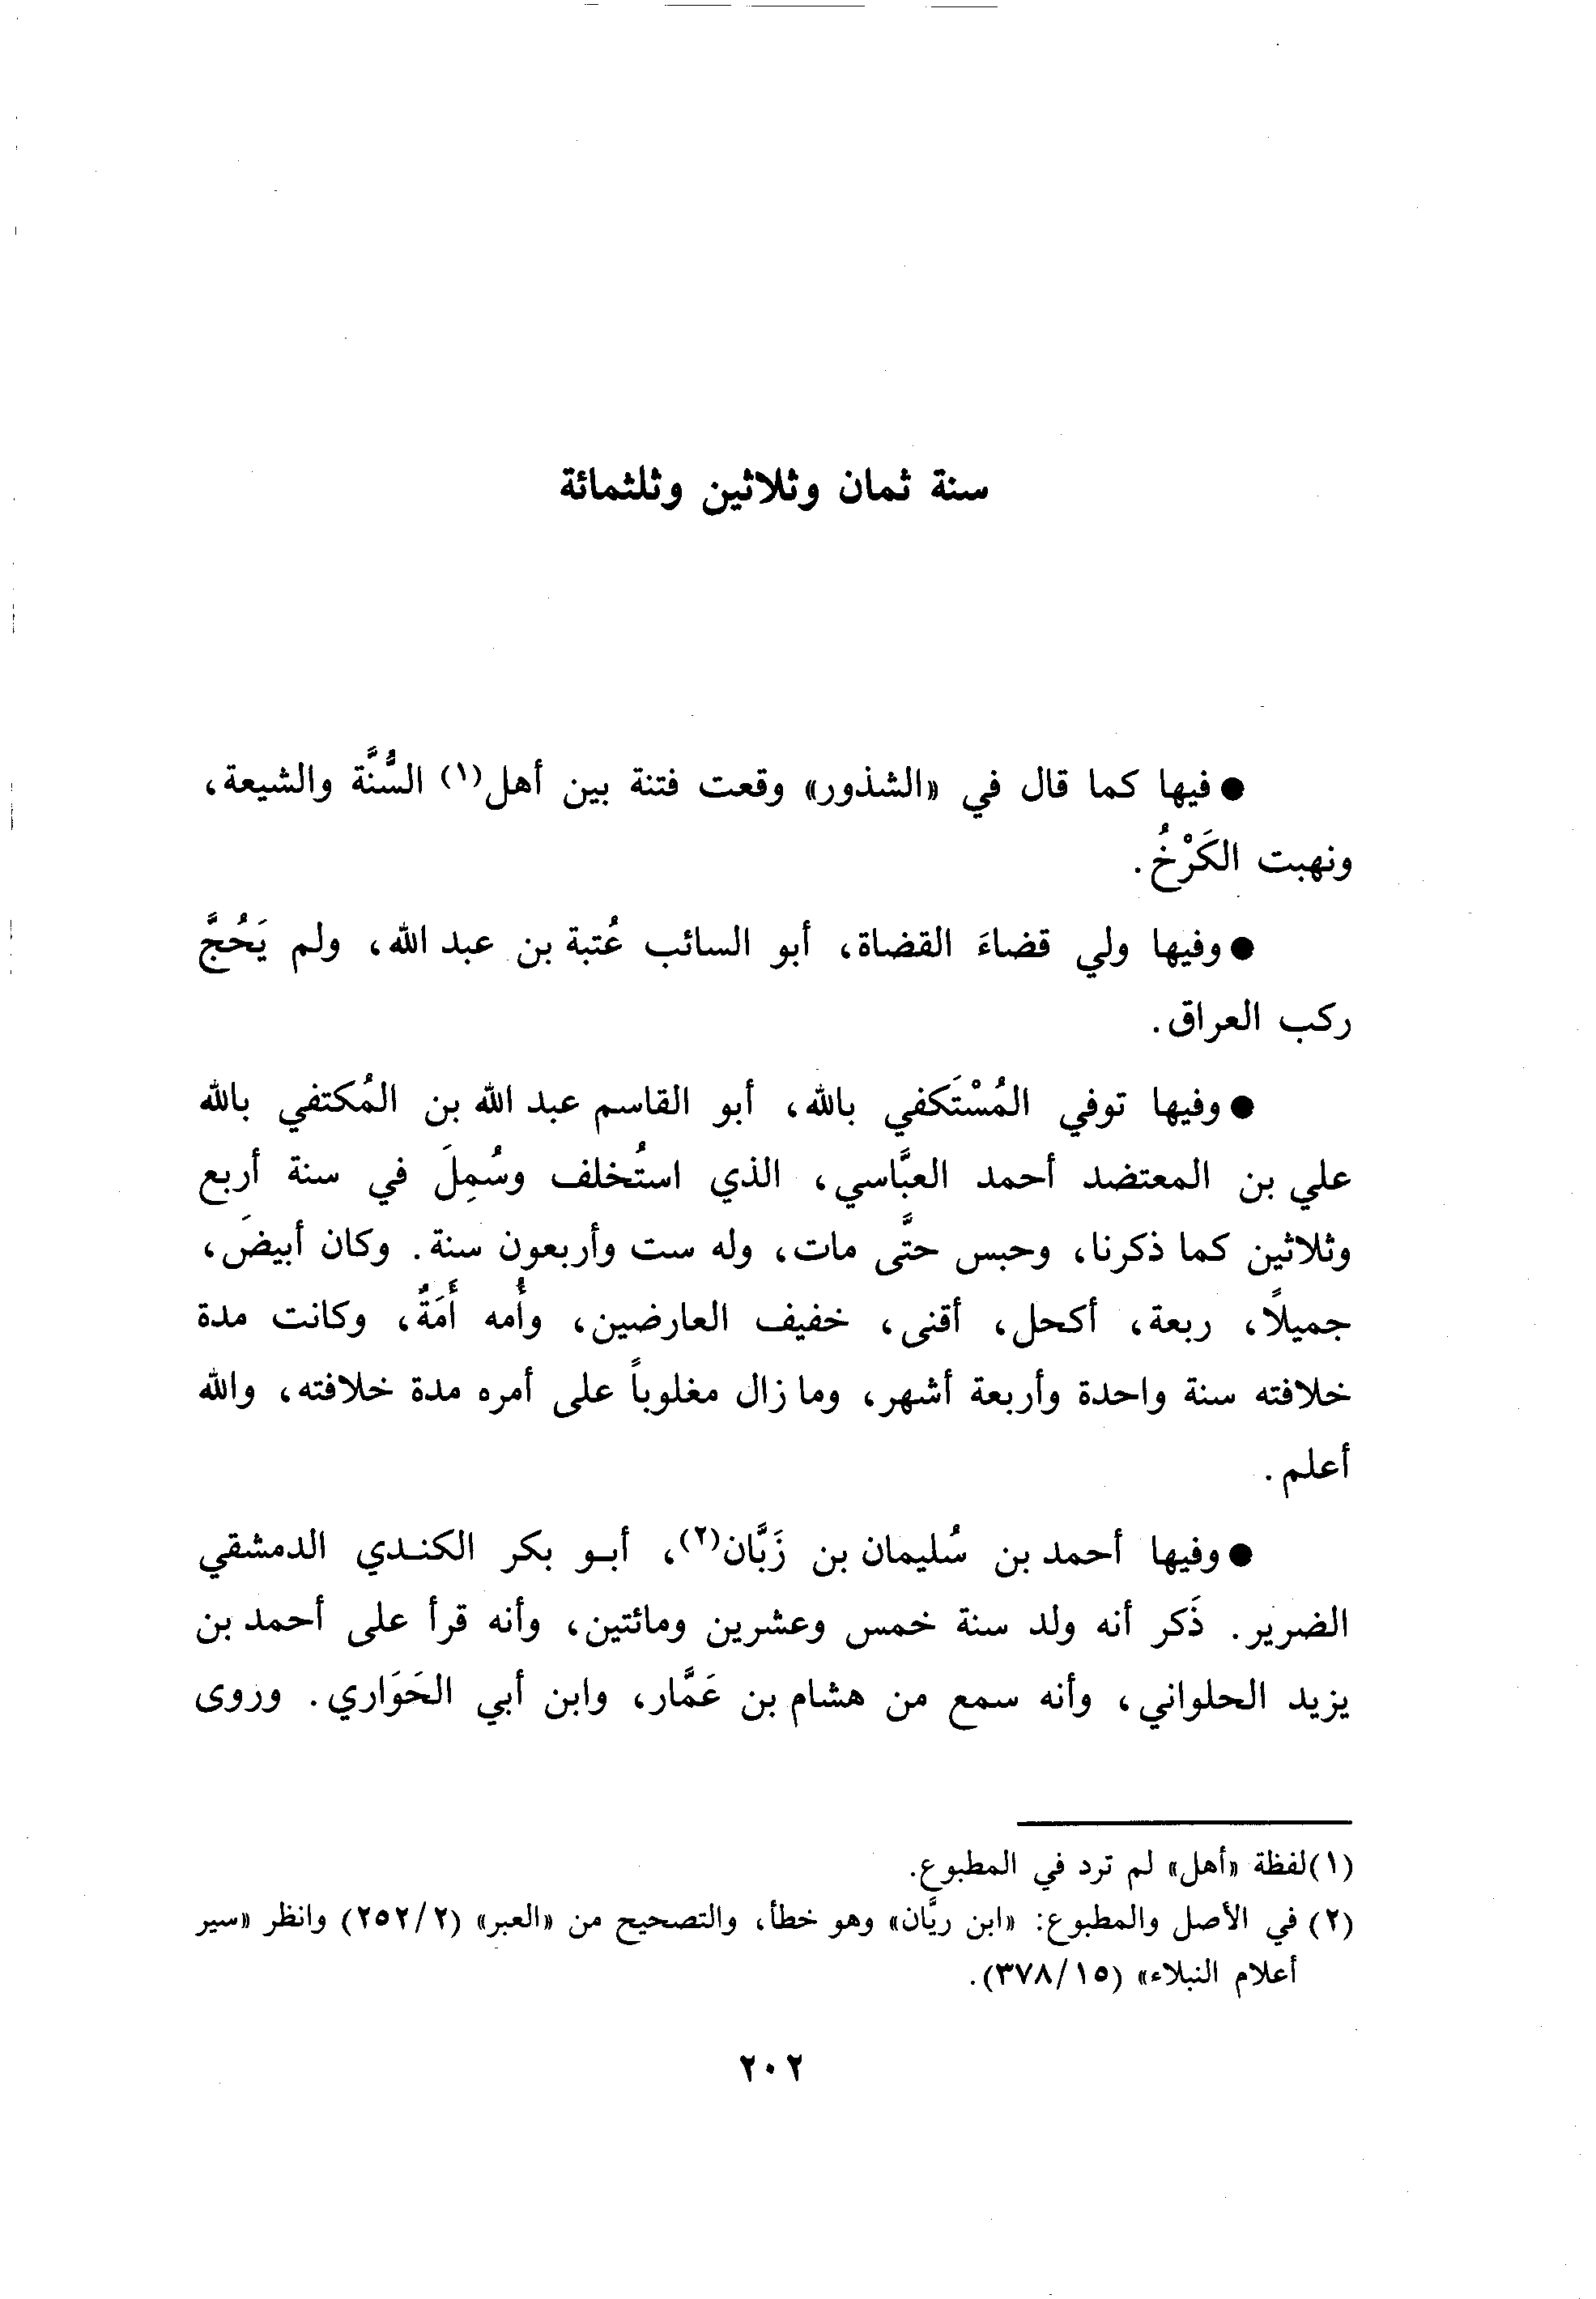 سنة ثمان وثلاثين وثلثمائة
● فيها كما قال في «الشذور» وقعت فتنة بين أهل(١) السُّنَّة والشيعة،
ونهبت الكَرْخُ.
● وفيها ولي قضاءَ القضاة، أبو السائب عُتبة بن عبد الله، ولم يَحُجَّ
ركب العراق.
● وفيها توفي المُسْتَكفي بالله، أبو القاسم عبد الله بن المُكتفي بالله
علي بن المعتضد أحمد العبَّاسي، الذي استُخلف وسُمِلَ في سنة أربع
وثلاثين كما ذكرنا، وحبس حتَّى مات، وله ست وأربعون سنة. وكان أبيضَ،
جميلاً، ربعة، أكحل، أقنى، خفيف العارضين، وأُمه أَمَةٌ، وكانت مدة
خلافته سنة واحدة وأربعة أشهر، وما زال مغلوباً على أمره مدة خلافته، والله
أعلم.
● وفيها أحمد بن سُليمان بن زَبَّان(٢)، أبو بكر الكندي الدمشقي
الضرير. ذَكر أنه ولد سنة خمس وعشرين ومائتين، وأنه قرأ على أحمد بن
يزيد الحلواني، وأنه سمع من هشام بن عَمَّار، وابن أبي الحَوَاري. وروى
(١) لفظة «أهل» لم ترد في المطبوع.
(٢) في الأصل والمطبوع: «ابن ريَّان» وهو خطأ، والتصحيح من «العبر» (٢/٢٥٢) وانظر «سير
أعلام النبلاء» (١٥/٣٧٨).
٢٠٢